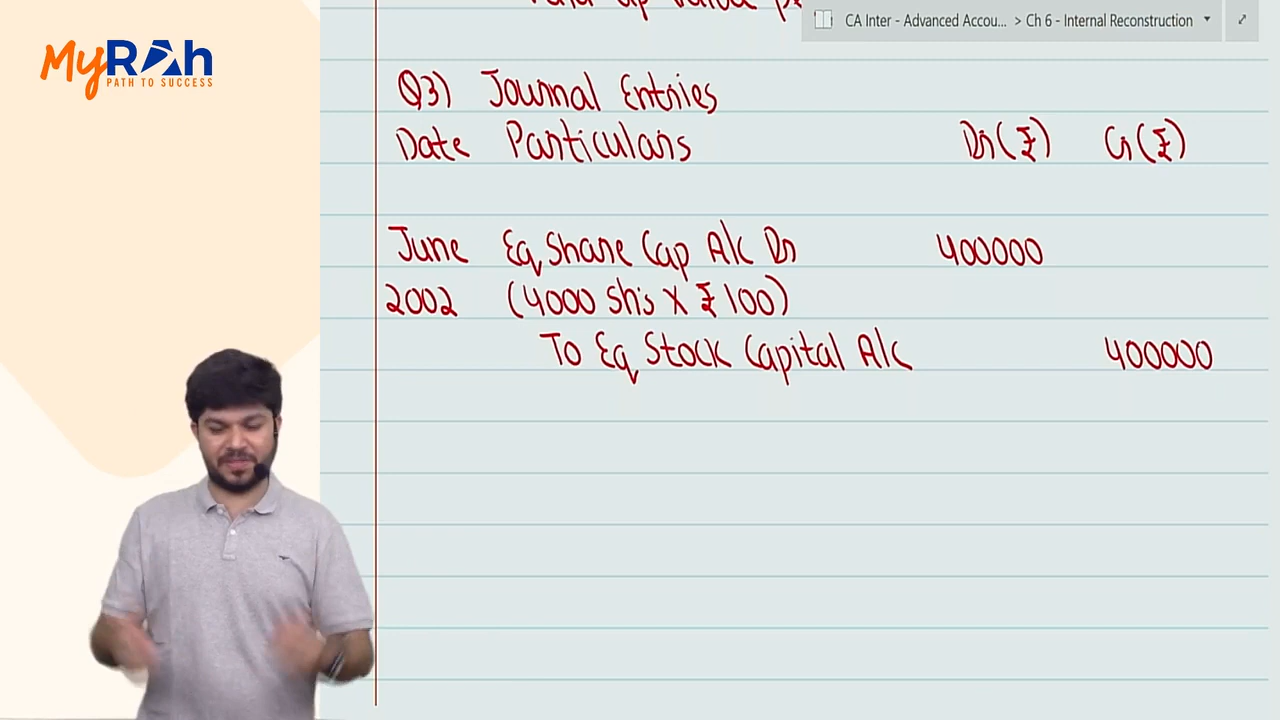 MyRAh
PATH TO SUCCESS
CA Inter - Advanced Accou... > Ch 6 - Internal Reconstruction
Q3) Journal Entries
Date Particulars Dr (₹) Cr (₹)
June Eq Share Cap A/c Dr 400000
2002 (4000 shs X ₹ 100)
To Eq Stock Capital A/c 400000